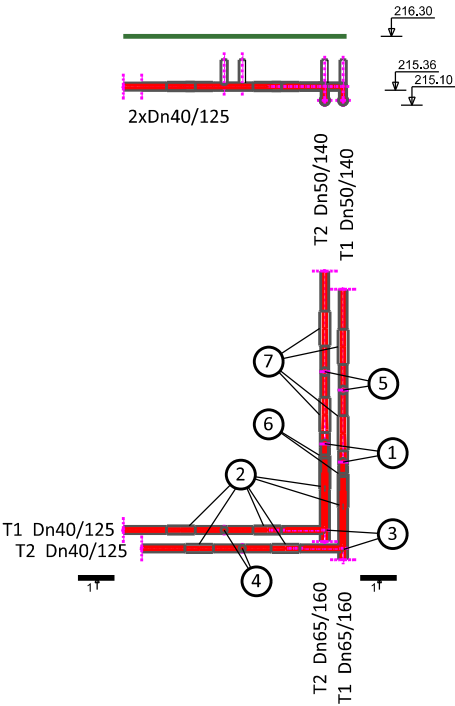 216.30
215.36
215.10
2xDn40/125
T2 Dn50/140
T1 Dn50/140
7
5
6
1
2
T1 Dn40/125
3
T2 Dn40/125
4
1
1
T2 Dn65/160
T1 Dn65/160